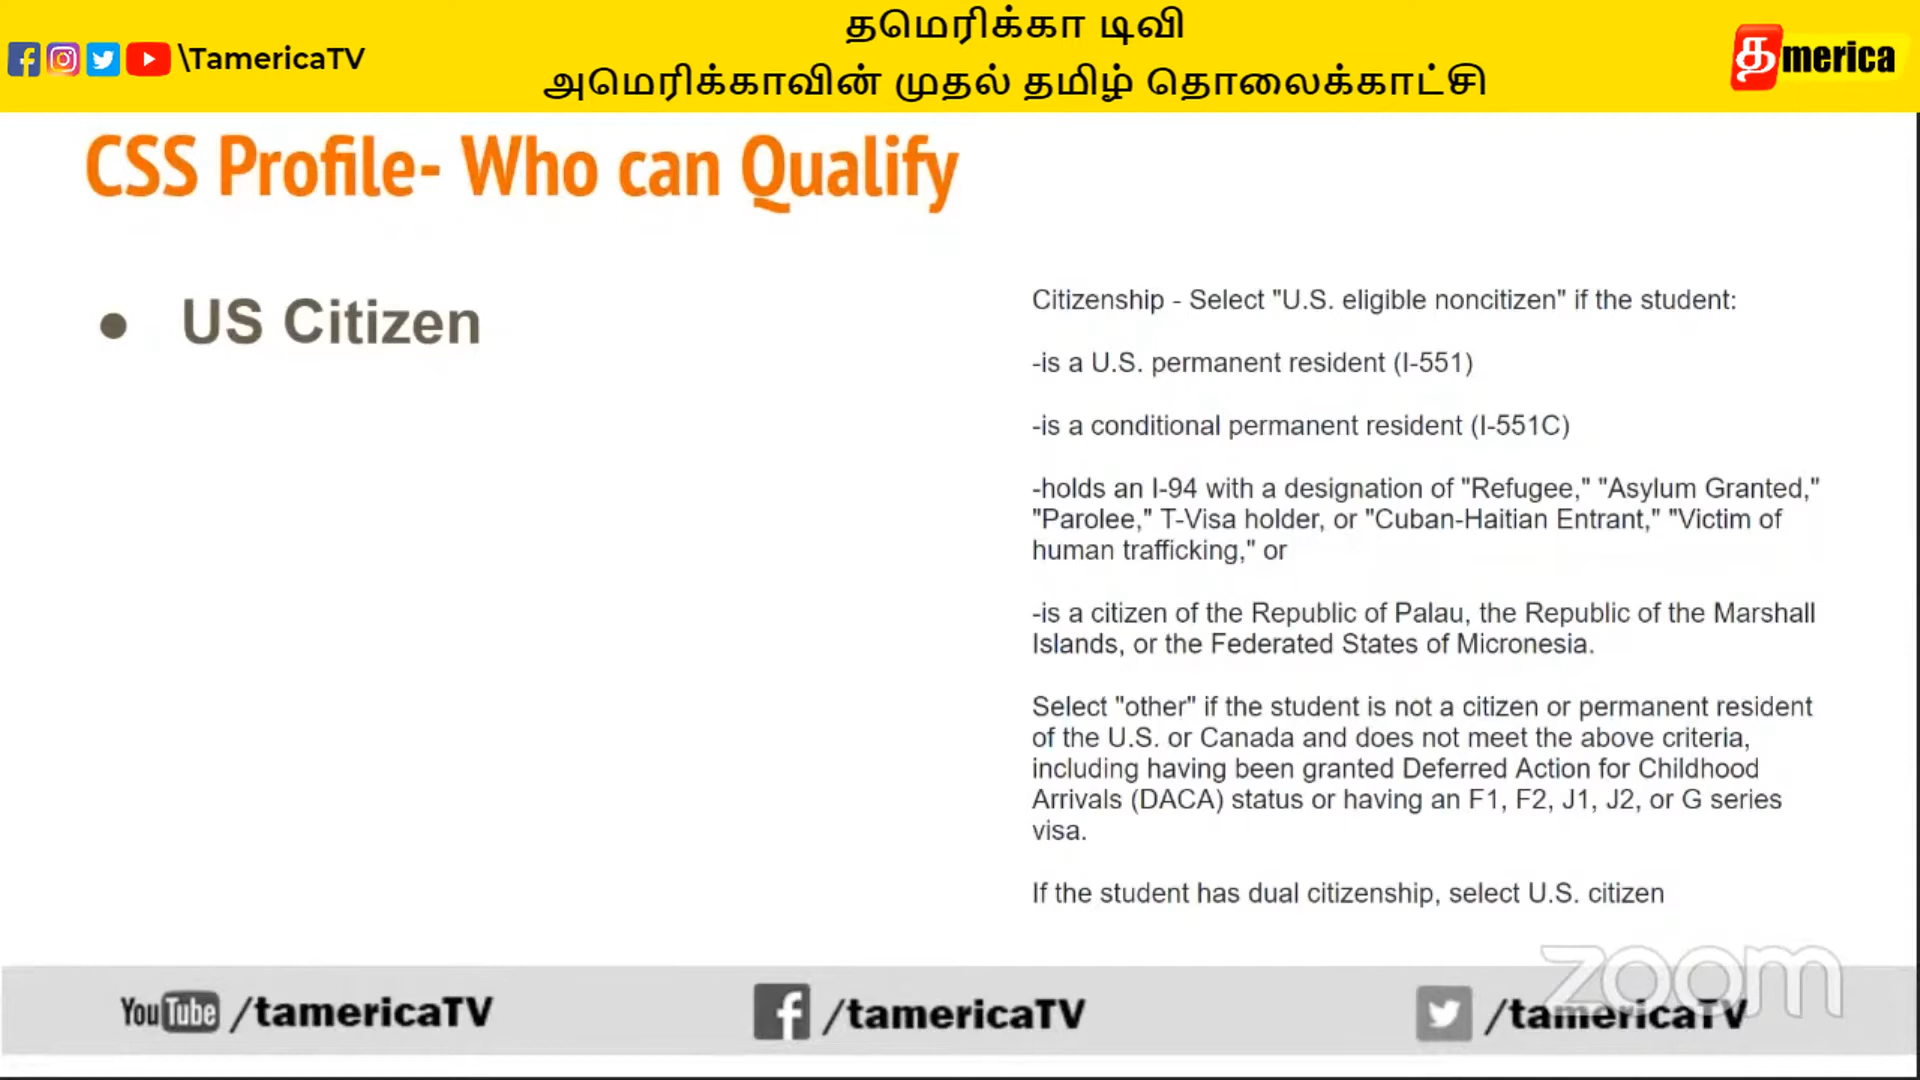 \TamericaTV
தமெரிக்கா டிவி
அமெரிக்காவின் முதல் தமிழ் தொலைக்காட்சி
தmerica
CSS Profile- Who can Qualify
● US Citizen
Citizenship - Select "U.S. eligible noncitizen" if the student:
-is a U.S. permanent resident (I-551)
-is a conditional permanent resident (I-551C)
-holds an I-94 with a designation of "Refugee," "Asylum Granted,"
"Parolee," T-Visa holder, or "Cuban-Haitian Entrant," "Victim of
human trafficking," or
-is a citizen of the Republic of Palau, the Republic of the Marshall
Islands, or the Federated States of Micronesia.
Select "other" if the student is not a citizen or permanent resident
of the U.S. or Canada and does not meet the above criteria,
including having been granted Deferred Action for Childhood
Arrivals (DACA) status or having an F1, F2, J1, J2, or G series
visa.
If the student has dual citizenship, select U.S. citizen
zoom
YouTube /tamericaTV
/tamericaTV
/tamericaTV